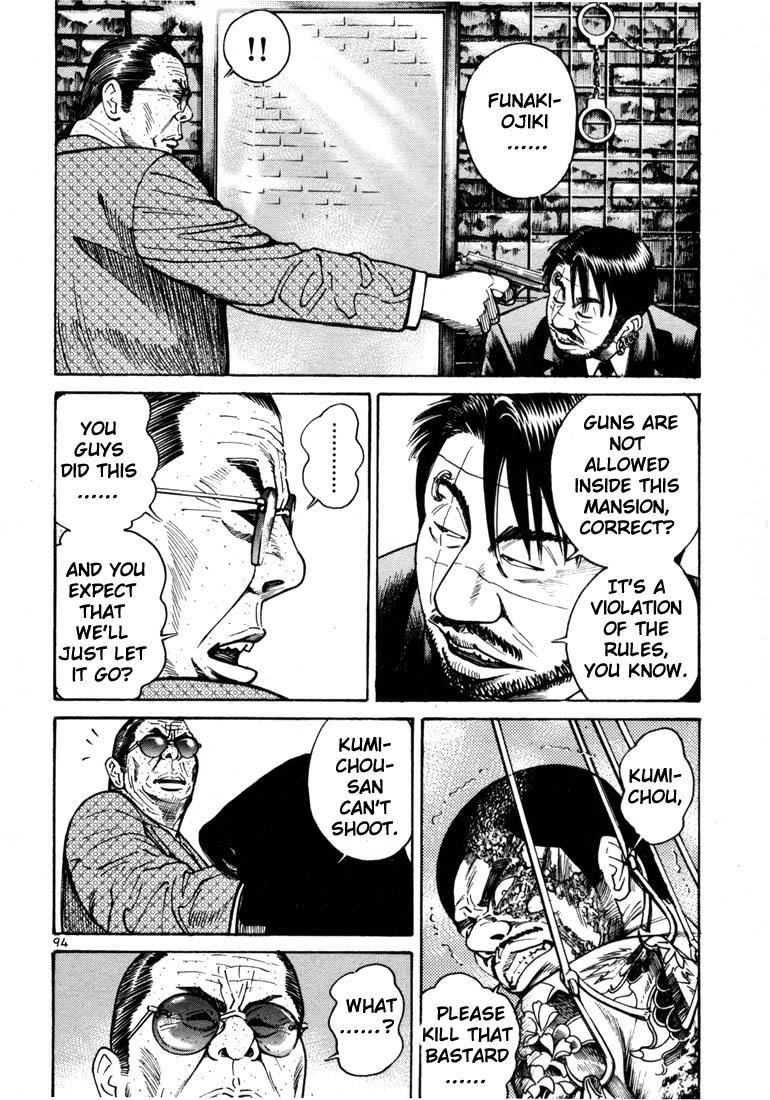 FUNAKI-
OJIKI
......
!!
GUNS ARE
NOT
ALLOWED
INSIDE THIS
MANSION,
CORRECT?
IT'S A
VIOLATION
OF THE
RULES,
YOU KNOW.
.........
YOU
GUYS
DID THIS
......
AND YOU
EXPECT
THAT
WE'LL
JUST LET
IT GO?
KUMI-
CHOU,
PLEASE
KILL THAT
BASTARD
......
KUMI-
CHOU-
SAN
CAN'T
SHOOT.
WHAT
......?
94